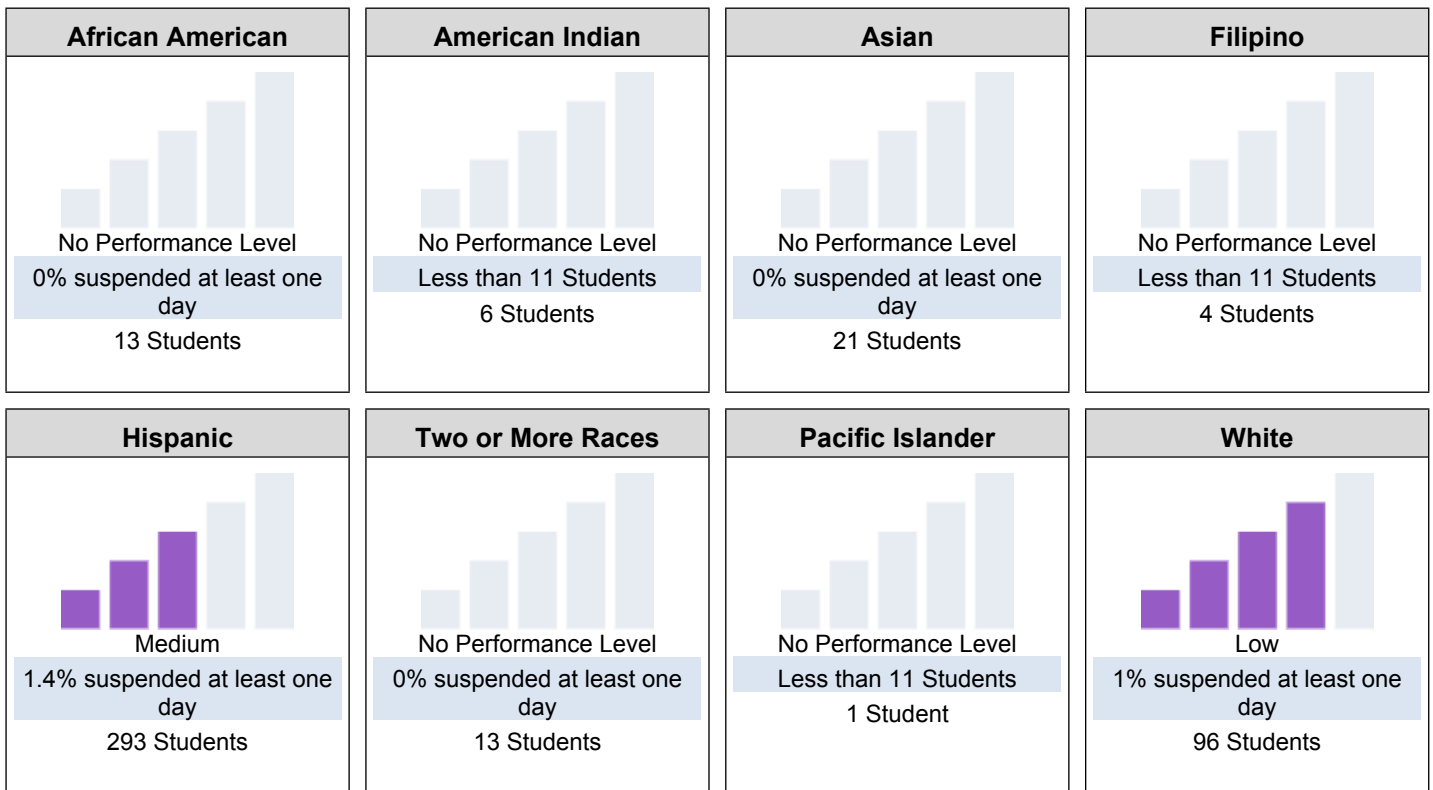 African American
No Performance Level
0% suspended at least one
day
13 Students
American Indian
No Performance Level
Less than 11 Students
6 Students
Asian
No Performance Level
0% suspended at least one
day
21 Students
Filipino
No Performance Level
Less than 11 Students
4 Students
Hispanic
Medium
1.4% suspended at least one
day
293 Students
Two or More Races
No Performance Level
0% suspended at least one
day
13 Students
Pacific Islander
No Performance Level
Less than 11 Students
1 Student
White
Low
1% suspended at least one
day
96 Students